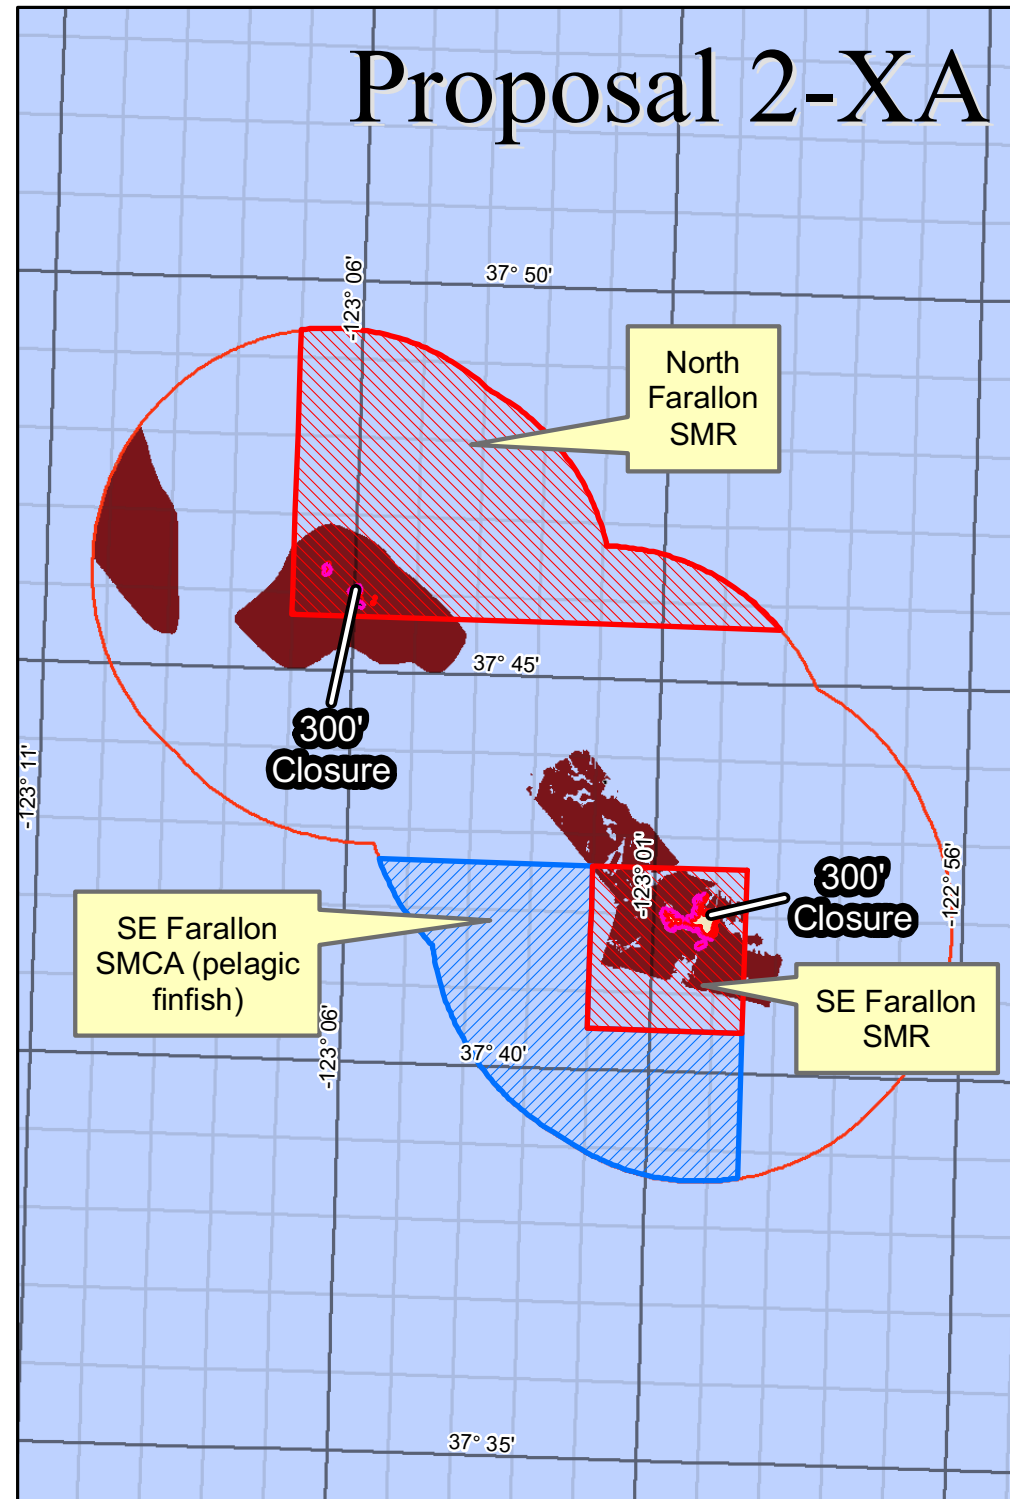 Proposal 2-XA
-123° 06'
37° 50'
North
Farallon
SMR
37° 45'
300'
Closure
-123° 11'
-123° 01'
300'
Closure
-122° 56'
SE Farallon
SMCA (pelagic
finfish)
SE Farallon
SMR
-123° 06'
37° 40'
37° 35'